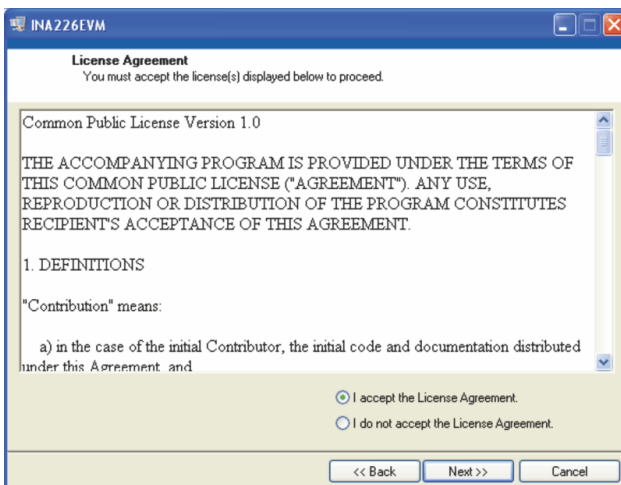 INA226EVM
License Agreement
You must accept the license(s) displayed below to proceed.
Common Public License Version 1.0
THE ACCOMPANYING PROGRAM IS PROVIDED UNDER THE TERMS OF
THIS COMMON PUBLIC LICENSE ("AGREEMENT"). ANY USE,
REPRODUCTION OR DISTRIBUTION OF THE PROGRAM CONSTITUTES
RECIPIENT'S ACCEPTANCE OF THIS AGREEMENT.
1. DEFINITIONS
"Contribution" means:
a) in the case of the initial Contributor, the initial code and documentation distributed
under this Agreement, and
I accept the License Agreement.
I do not accept the License Agreement.
<< Back Next >> Cancel